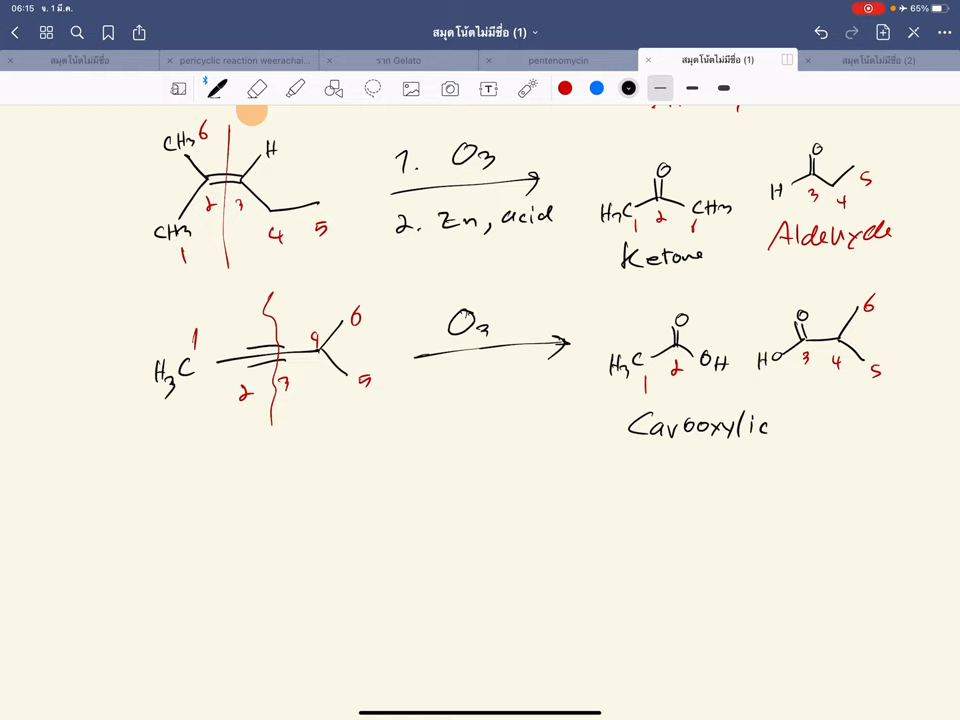 06:15 จ. 1 มี.ค. 65%
สมุดโน้ตไม่มีชื่อ (1)
สมุดโน้ตไม่มีชื่อ pericyclic reaction weerachai... ราก Gelato pentenomycin สมุดโน้ตไม่มีชื่อ (1) สมุดโน้ตไม่มีชื่อ (2)
CH3 6 H
2 3
CH3 4 5
1
1. O3
2. Zn, acid
O
H3C CH3
1 2
Ketone
O
H 3 4 5
Aldehyde
H3C 1 2 3 4 5 6
O3
O
H3C OH
1 2
O
HO 3 4 5 6
Carboxylic